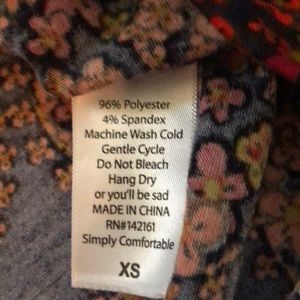 96% Polyester
4% Spandex
Machine Wash Cold
Gentle Cycle
Do Not Bleach
Hang Dry
or you'll be sad
MADE IN CHINA
RN#142161
Simply Comfortable
XS